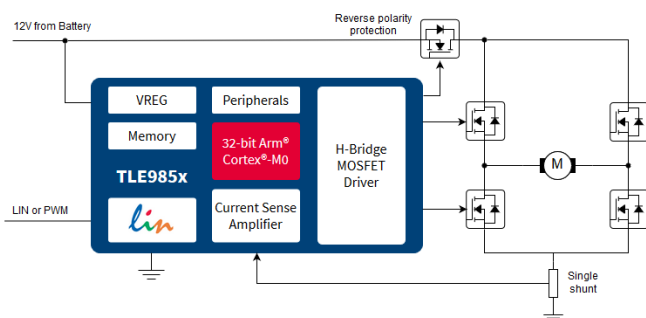 Reverse polarity
protection
12V from Battery
VREG
Peripherals
H-Bridge
MOSFET
Driver
Memory
32-bit Arm®
Cortex®-M0
TLE985x
M
LIN or PWM
lin
Current Sense
Amplifier
Single
shunt